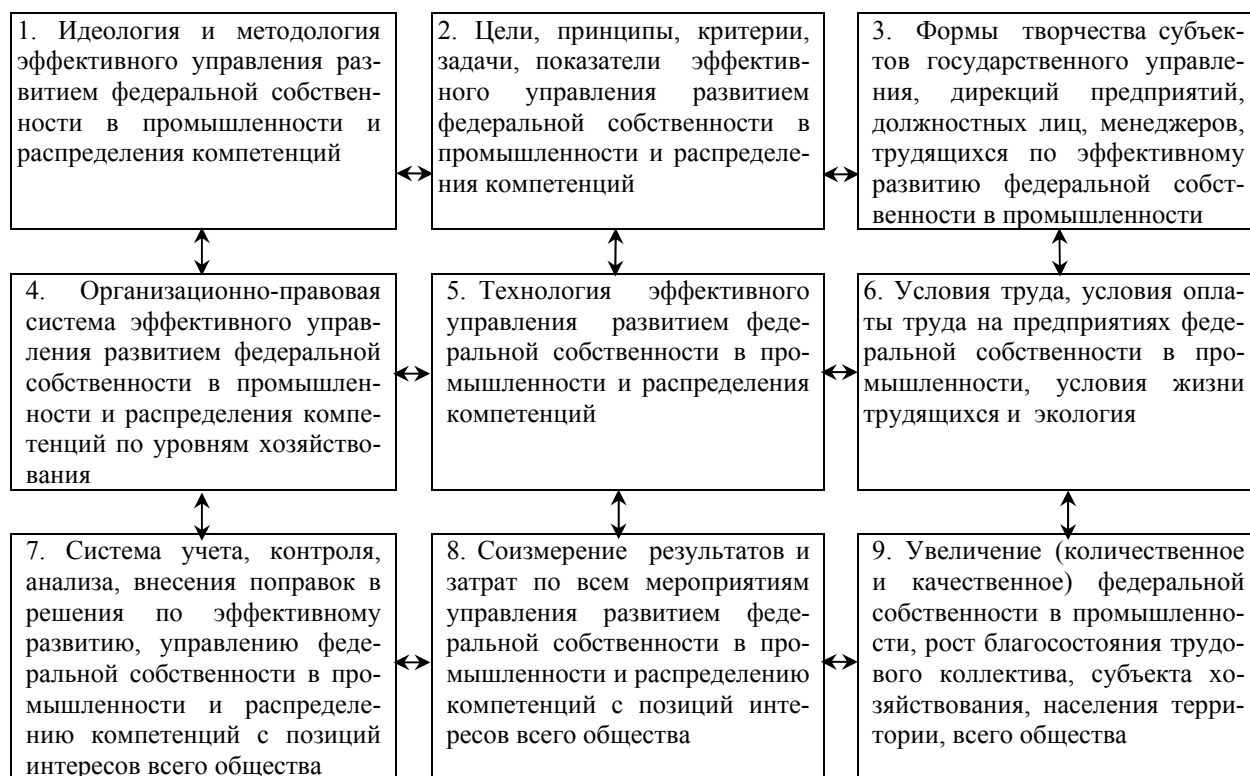 1. Идеология и методология
эффективного управления раз-
витием федеральной собствен-
ности в промышленности и
распределения компетенций
2. Цели, принципы, критерии,
задачи, показатели эффектив-
ного управления развитием
федеральной собственности в
промышленности и распределе-
ния компетенций
3. Формы творчества субъек-
тов государственного управле-
ния, дирекций предприятий,
должностных лиц, менеджеров,
трудящихся по эффективному
развитию федеральной собст-
венности в промышленности
4. Организационно-правовая
система эффективного управ-
ления развитием федеральной
собственности в промышлен-
ности и распределения компе-
тенций по уровням хозяйство-
вания
5. Технология эффективного
управления развитием феде-
ральной собственности в про-
мышленности и распределения
компетенций
6. Условия труда, условия опла-
ты труда на предприятиях феде-
ральной собственности в про-
мышленности, условия жизни
трудящихся и экология
7. Система учета, контроля,
анализа, внесения поправок в
решения по эффективному
развитию, управлению феде-
ральной собственности в про-
мышленности и распределе-
нию компетенций с позиций
интересов всего общества
8. Соизмерение результатов и
затрат по всем мероприятиям
управления развитием феде-
ральной собственности в про-
мышленности и распределению
компетенций с позиций инте-
ресов всего общества
9. Увеличение (количественное
и качественное) федеральной
собственности в промышленно-
сти, рост благосостояния трудо-
вого коллектива, субъекта хо-
зяйствования, населения терри-
тории, всего общества